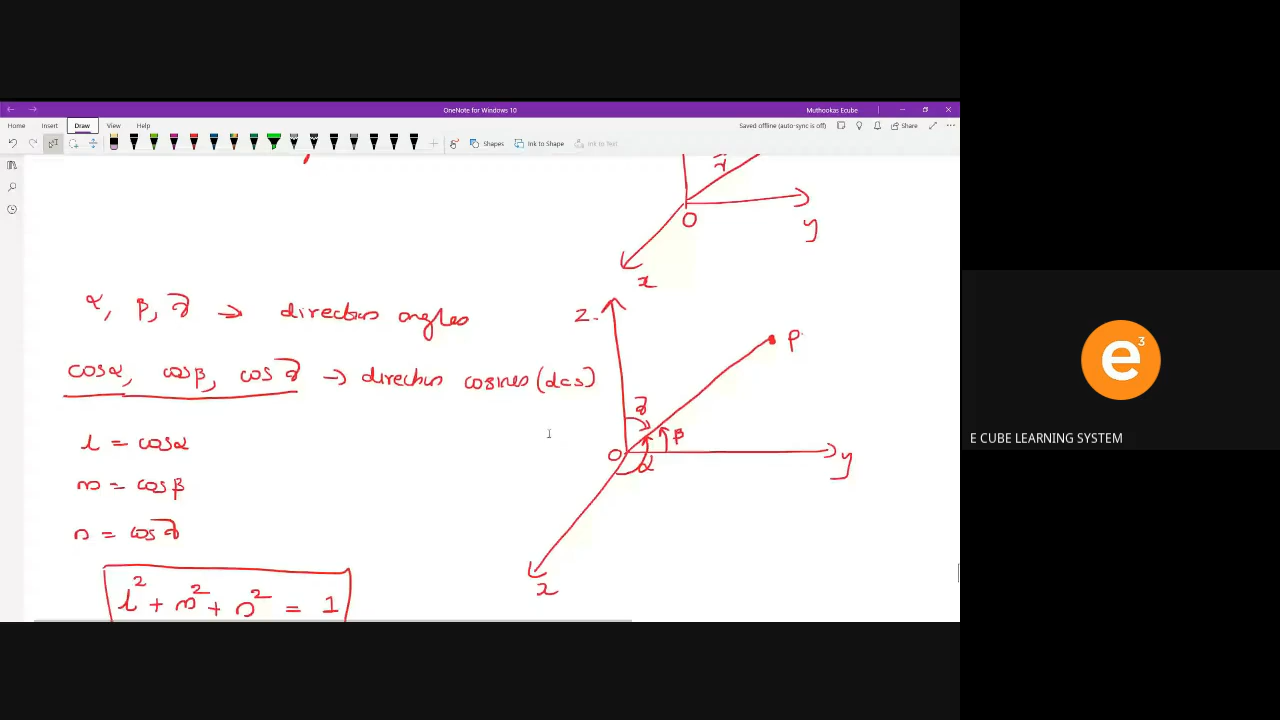 OneNote for Windows 10
Muthookas Ecube
Home Insert Draw View Help
Saved offline (auto-sync is off)
Share
Shapes
Ink to Shape
Ink to Text
r̅
O
y
x
α, β, γ → direction angles
cosα, cosβ, cosγ → direction cosines (dcs)
l = cosα
m = cosβ
n = cosγ
l² + m² + n² = 1
z
P
γ
β
α
O
y
x
e³
E CUBE LEARNING SYSTEM